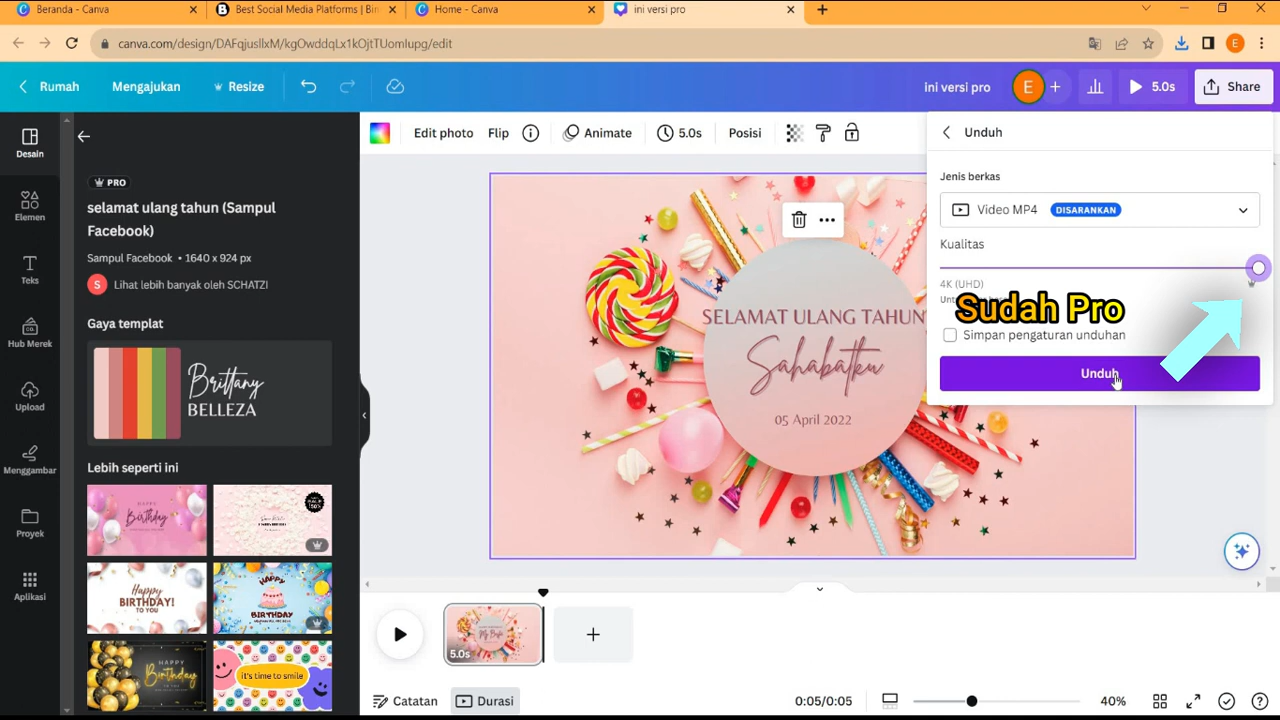 Beranda - Canva
Best Social Media Platforms | Bin
Home - Canva
ini versi pro
canva.com/design/DAFqjusllxM/kgOwddqLx1kOjtTUomIupg/edit
E
Rumah
Mengajukan
Resize
ini versi pro
E
5.0s
Share
Desain
Elemen
Teks
Hub Merek
Upload
Menggambar
Proyek
Aplikasi
PRO
selamat ulang tahun (Sampul
Facebook)
Sampul Facebook • 1640 x 924 px
S
Lihat lebih banyak oleh SCHATZI
Gaya templat
Brittany
BELLEZA
Lebih seperti ini
HAPPY
Birthday
Happy
BIRTHDAY!
TO YOU
HAPPY
BIRTHDAY
HAPPY
Birthday
it's time to smile
Edit photo
Flip
Animate
5.0s
Posisi
SELAMAT ULANG TAHUN
Sahabatku
05 April 2022
Unduh
Jenis berkas
Video MP4
DISARANKAN
Kualitas
4K (UHD)
Sudah Pro
Simpan pengaturan unduhan
Unduh
5.0s
Catatan
Durasi
0:05/0:05
40%